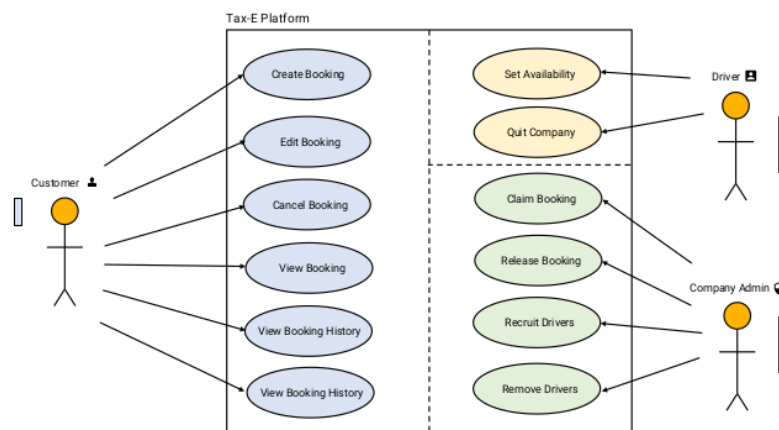 Tax-E Platform
Create Booking
Edit Booking
Cancel Booking
View Booking
View Booking History
View Booking History
Set Availability
Quit Company
Claim Booking
Release Booking
Recruit Drivers
Remove Drivers
Customer
Driver
Company Admin